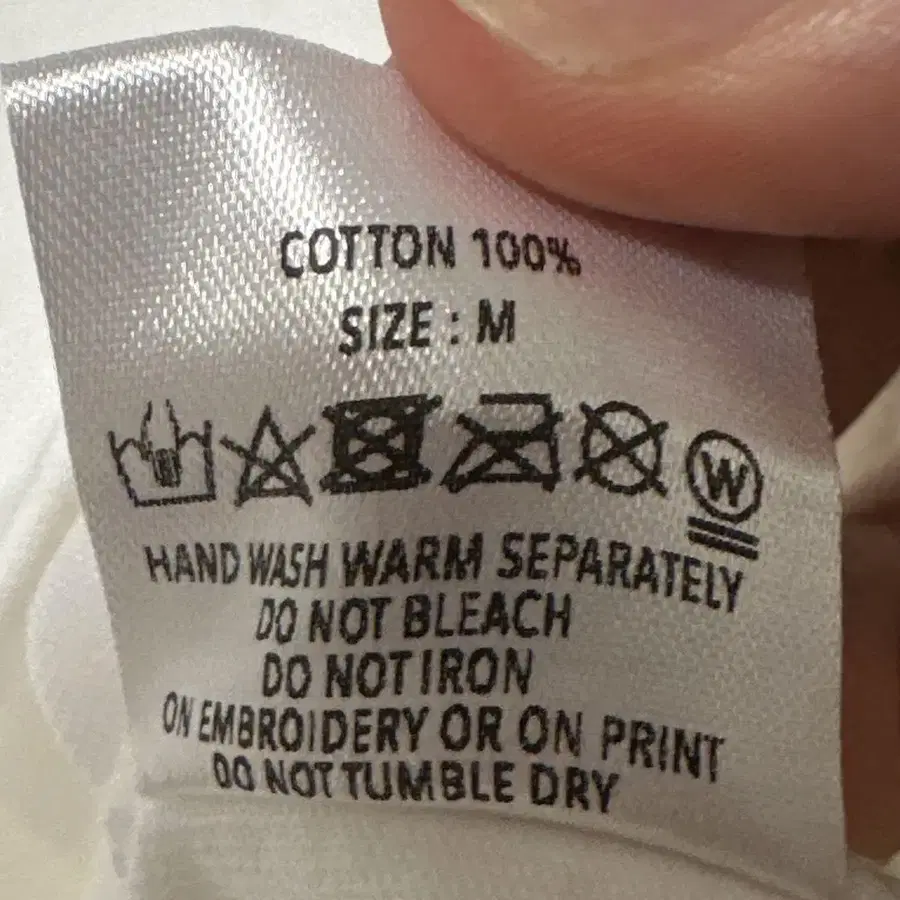 COTTON 100%
SIZE : M
W
HAND WASH WARM SEPARATELY
DO NOT BLEACH
DO NOT IRON
ON EMBROIDERY OR ON PRINT
DO NOT TUMBLE DRY